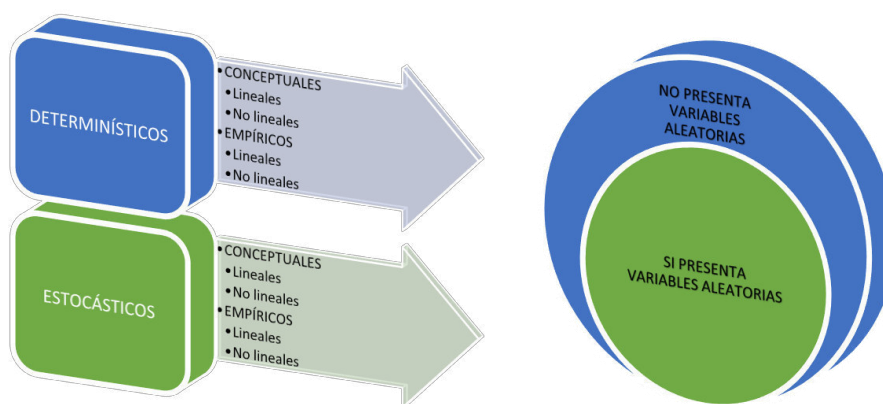 DETERMINÍSTICOS
• CONCEPTUALES
• Lineales
• No lineales
• EMPÍRICOS
• Lineales
• No lineales
ESTOCÁSTICOS
• CONCEPTUALES
• Lineales
• No lineales
• EMPÍRICOS
• Lineales
• No lineales
NO PRESENTA
VARIABLES
ALEATORIAS
SI PRESENTA
VARIABLES ALEATORIAS